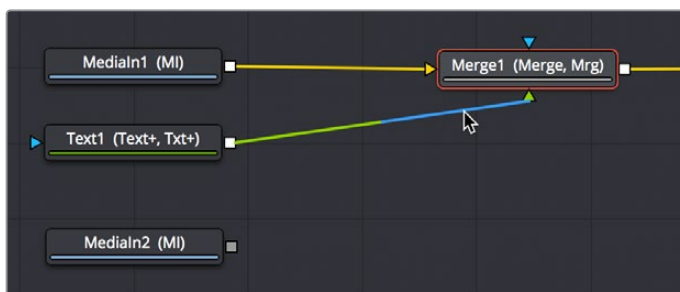 MediaIn1 (MI)
Merge1 (Merge, Mrg)
Text1 (Text+, Txt+)
MediaIn2 (MI)